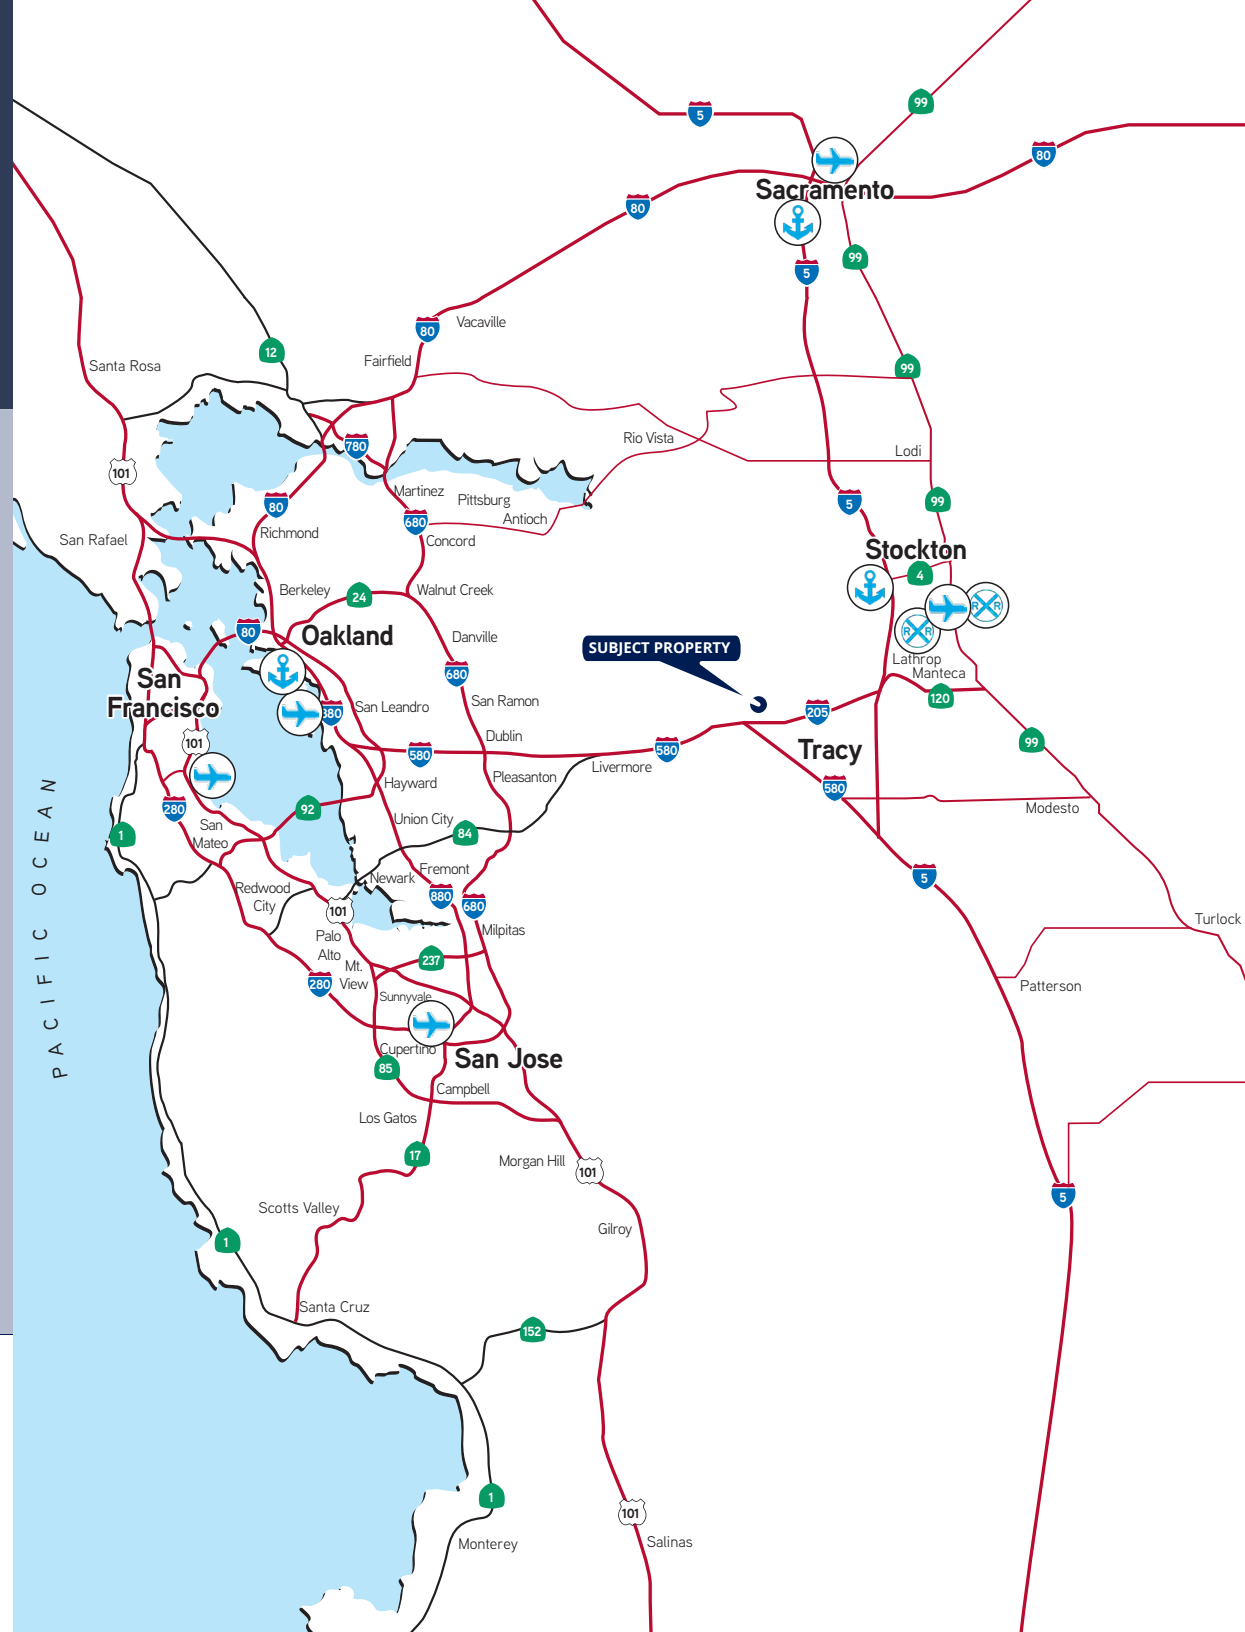 99
5
80
Sacramento
80
99
5
Vacaville
80
12
Fairfield
Santa Rosa
99
Rio Vista
780
Lodi
101
Martinez
Pittsburg
99
5
80
Antioch
680
Richmond
San Rafael
Concord
Stockton
4
Berkeley
24
Walnut Creek
R R
80
Oakland
Danville
R R
SUBJECT PROPERTY
Lathrop
Manteca
680
San
Francisco
San Ramon
120
880
San Leandro
205
Dublin
101
99
580
580
Tracy
Livermore
Pleasanton
Hayward
580
280
92
Modesto
Union City
San
Mateo
1
84
Fremont
5
Newark
Redwood
City
880
680
101
Turlock
Palo
Alto
Milpitas
237
Mt.
View
280
Patterson
Sunnyvale
PACIFIC OCEAN
Cupertino
San Jose
85
Campbell
Los Gatos
17
Morgan Hill
101
5
Scotts Valley
Gilroy
1
Santa Cruz
152
1
101
Monterey
Salinas